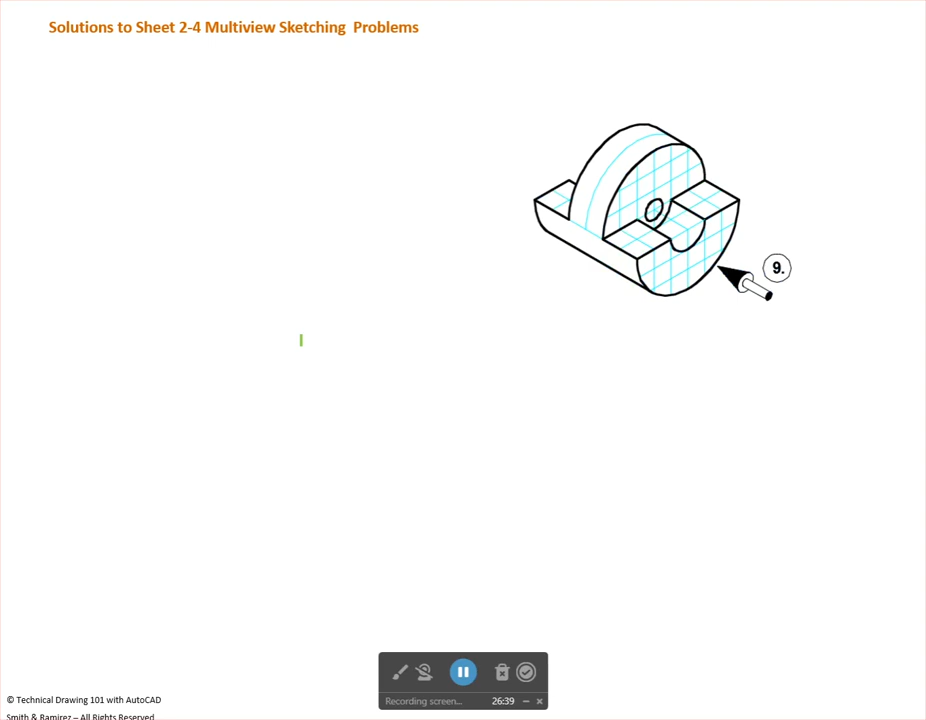 Solutions to Sheet 2-4 Multiview Sketching Problems
9.
Recording screen... 26:39
© Technical Drawing 101 with AutoCAD
Smith & Ramirez – All Rights Reserved